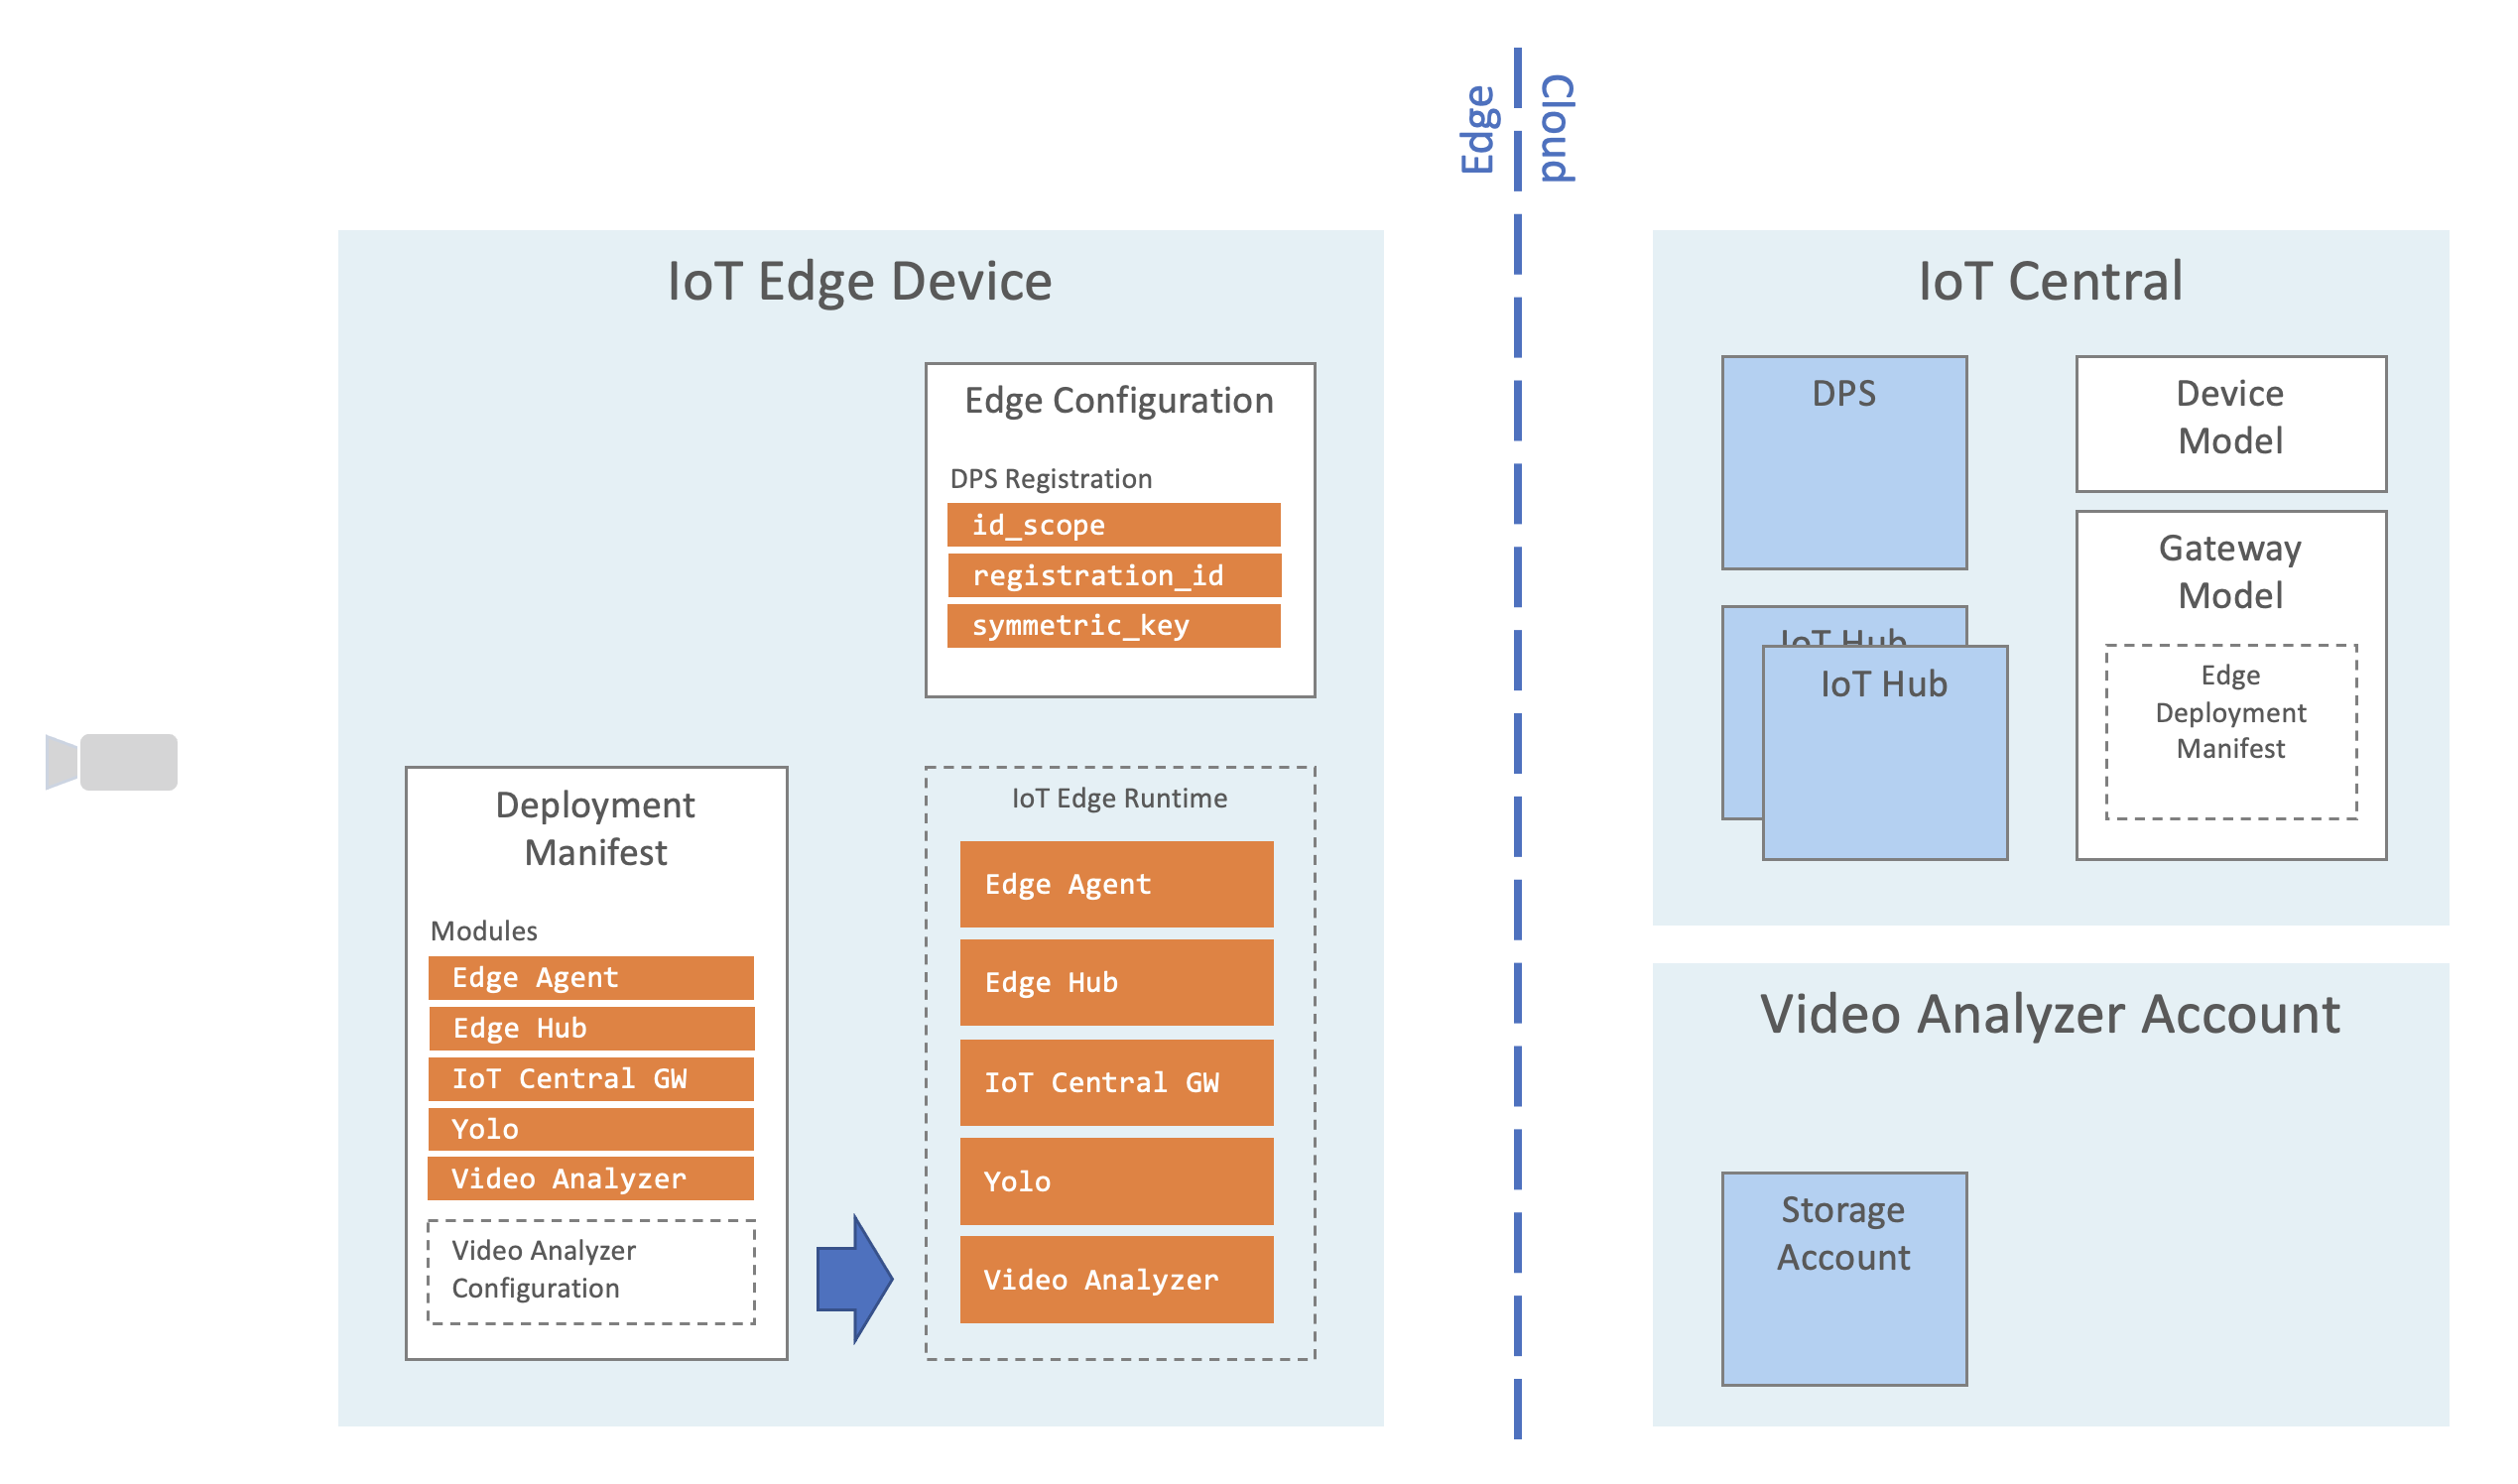 Edge
Cloud
IoT Edge Device
Edge Configuration
DPS Registration
id_scope
registration_id
symmetric_key
Deployment
Manifest
Modules
Edge Agent
Edge Hub
IoT Central GW
Yolo
Video Analyzer
Video Analyzer
Configuration
IoT Edge Runtime
Edge Agent
Edge Hub
IoT Central GW
Yolo
Video Analyzer
IoT Central
DPS
Device
Model
IoT Hub
IoT Hub
Gateway
Model
Edge
Deployment
Manifest
Video Analyzer Account
Storage
Account